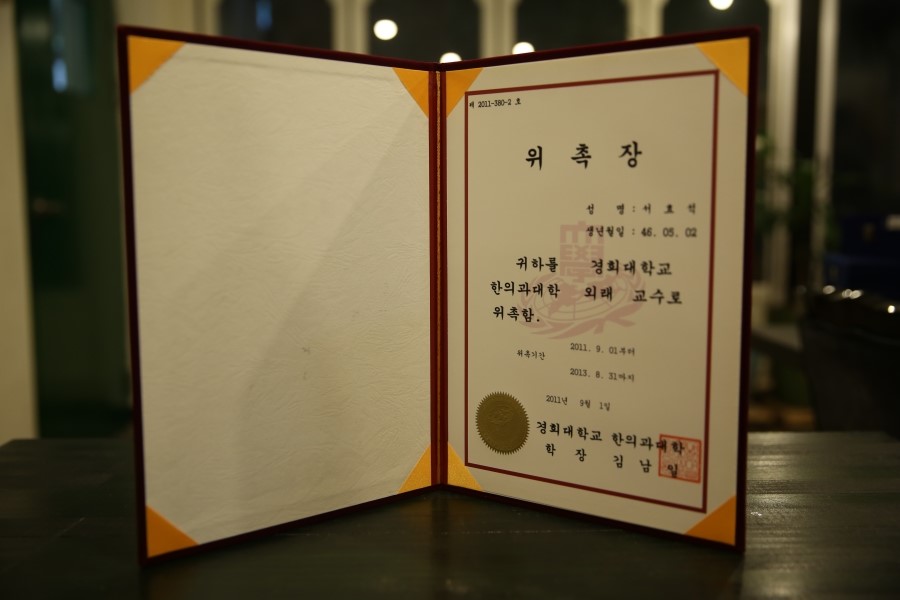 제 2011-380-2 호
위 촉 장
성 명 : 서 효 석
생년월일 : 46. 05. 02
귀하를 경희대학교
한의과대학 외래 교수로
위촉함.
위촉기간 2011. 9. 01부터
2013. 8. 31까지
2011년 9월 1일
경희대학교 한의과대학
학 장 김 남 일